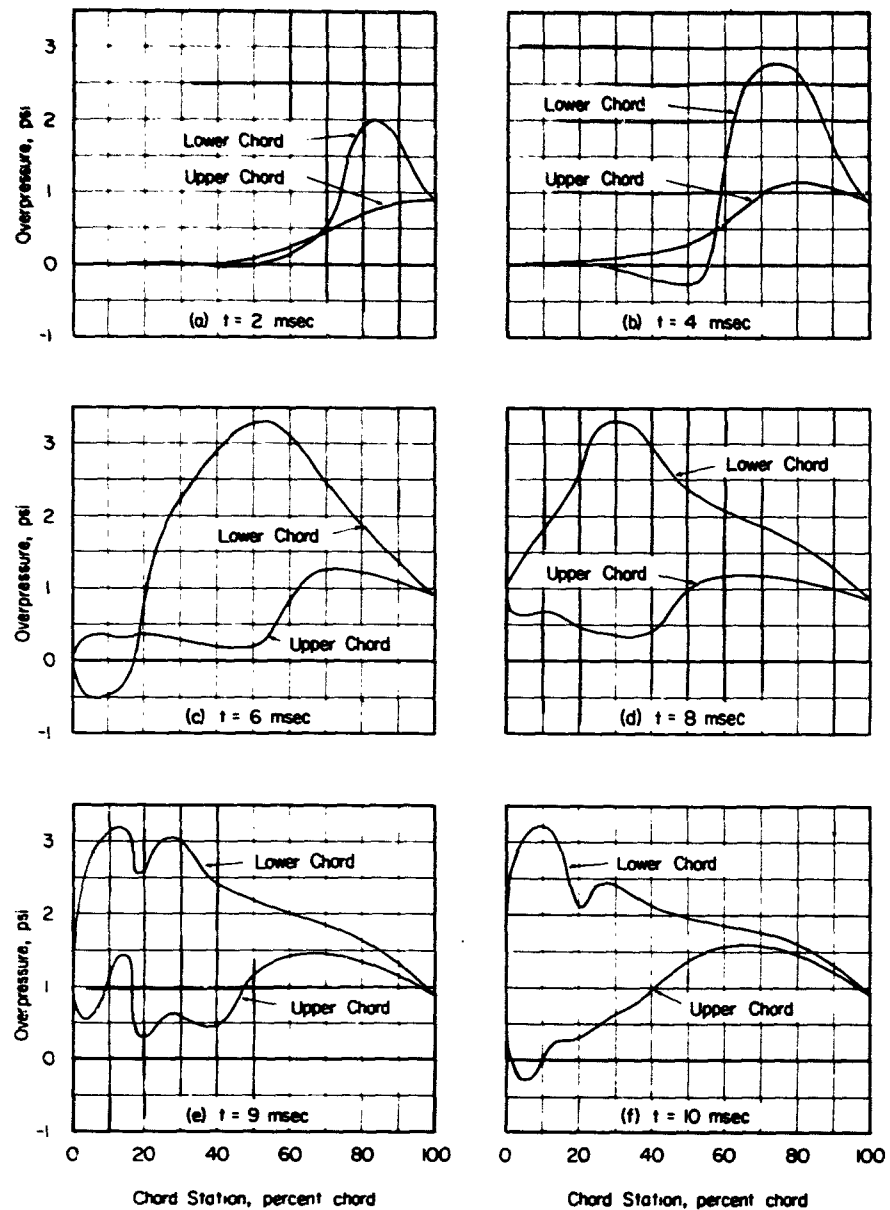 3
2
1
0
-1
Overpressure, psi
Lower Chord
Upper Chord
(a) t = 2 msec
Lower Chord
Upper Chord
(b) t = 4 msec
3
2
1
0
-1
Overpressure, psi
Lower Chord
Upper Chord
(c) t = 6 msec
Lower Chord
Upper Chord
(d) t = 8 msec
3
2
1
0
-1
Overpressure, psi
Lower Chord
Upper Chord
(e) t = 9 msec
0 20 40 60 80 100
Chord Station, percent chord
Lower Chord
Upper Chord
(f) t = 10 msec
0 20 40 60 80 100
Chord Station, percent chord